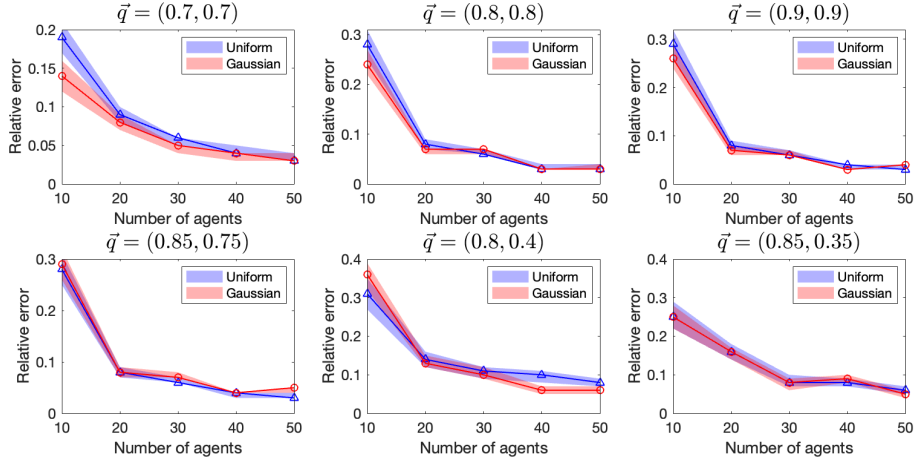 q⃗ = (0.7, 0.7)
0.2
0.15
0.1
0.05
0
Relative error
Uniform
Gaussian
10 20 30 40 50
Number of agents
q⃗ = (0.8, 0.8)
0.3
0.2
0.1
0
Relative error
Uniform
Gaussian
10 20 30 40 50
Number of agents
q⃗ = (0.9, 0.9)
0.3
0.2
0.1
0
Relative error
Uniform
Gaussian
10 20 30 40 50
Number of agents
q⃗ = (0.85, 0.75)
0.3
0.2
0.1
0
Relative error
Uniform
Gaussian
10 20 30 40 50
Number of agents
q⃗ = (0.8, 0.4)
0.4
0.3
0.2
0.1
0
Relative error
Uniform
Gaussian
10 20 30 40 50
Number of agents
q⃗ = (0.85, 0.35)
0.4
0.3
0.2
0.1
0
Relative error
Uniform
Gaussian
10 20 30 40 50
Number of agents